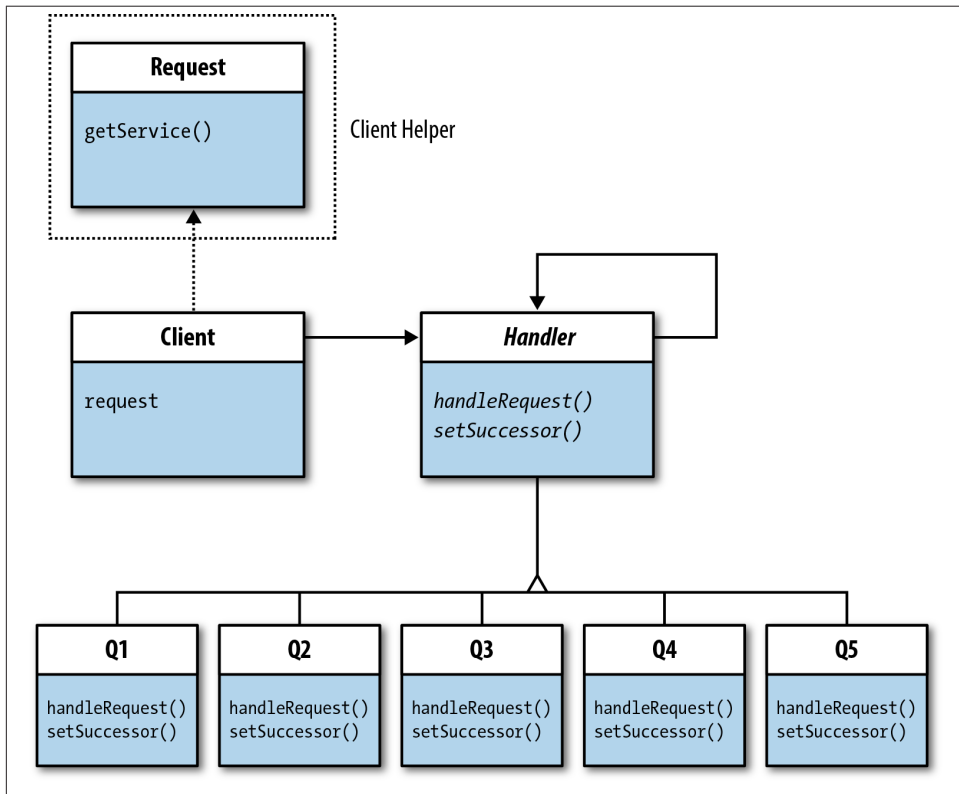 Request
getService()
Client Helper
Client
request
Handler
handleRequest()
setSuccessor()
Q1
handleRequest()
setSuccessor()
Q2
handleRequest()
setSuccessor()
Q3
handleRequest()
setSuccessor()
Q4
handleRequest()
setSuccessor()
Q5
handleRequest()
setSuccessor()